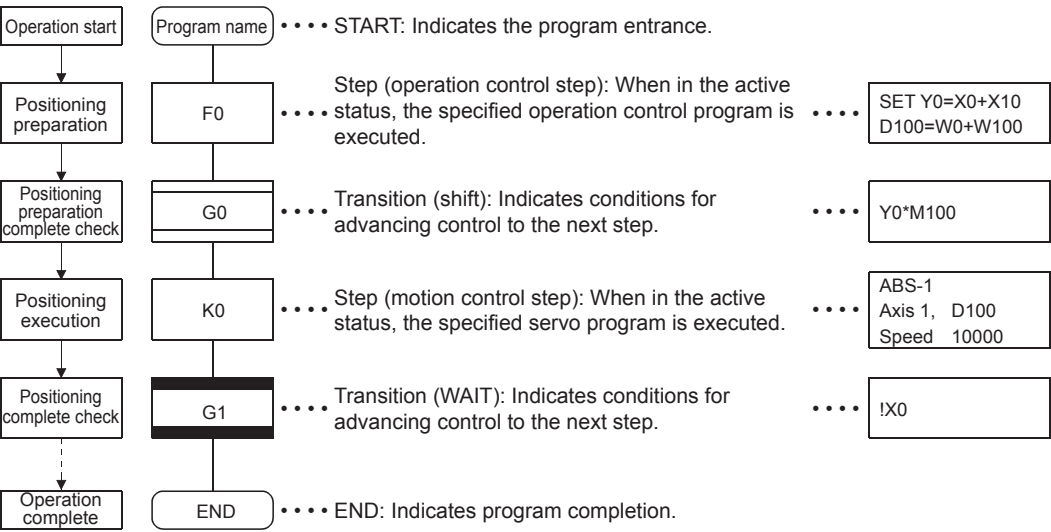 Operation start
Program name
START: Indicates the program entrance.
Positioning
preparation
F0
Step (operation control step): When in the active
status, the specified operation control program is
executed.
SET Y0=X0+X10
D100=W0+W100
Positioning
preparation
complete check
G0
Transition (shift): Indicates conditions for
advancing control to the next step.
Y0*M100
Positioning
execution
K0
Step (motion control step): When in the active
status, the specified servo program is executed.
ABS-1
Axis 1, D100
Speed 10000
Positioning
complete check
G1
Transition (WAIT): Indicates conditions for
advancing control to the next step.
!X0
Operation
complete
END
END: Indicates program completion.